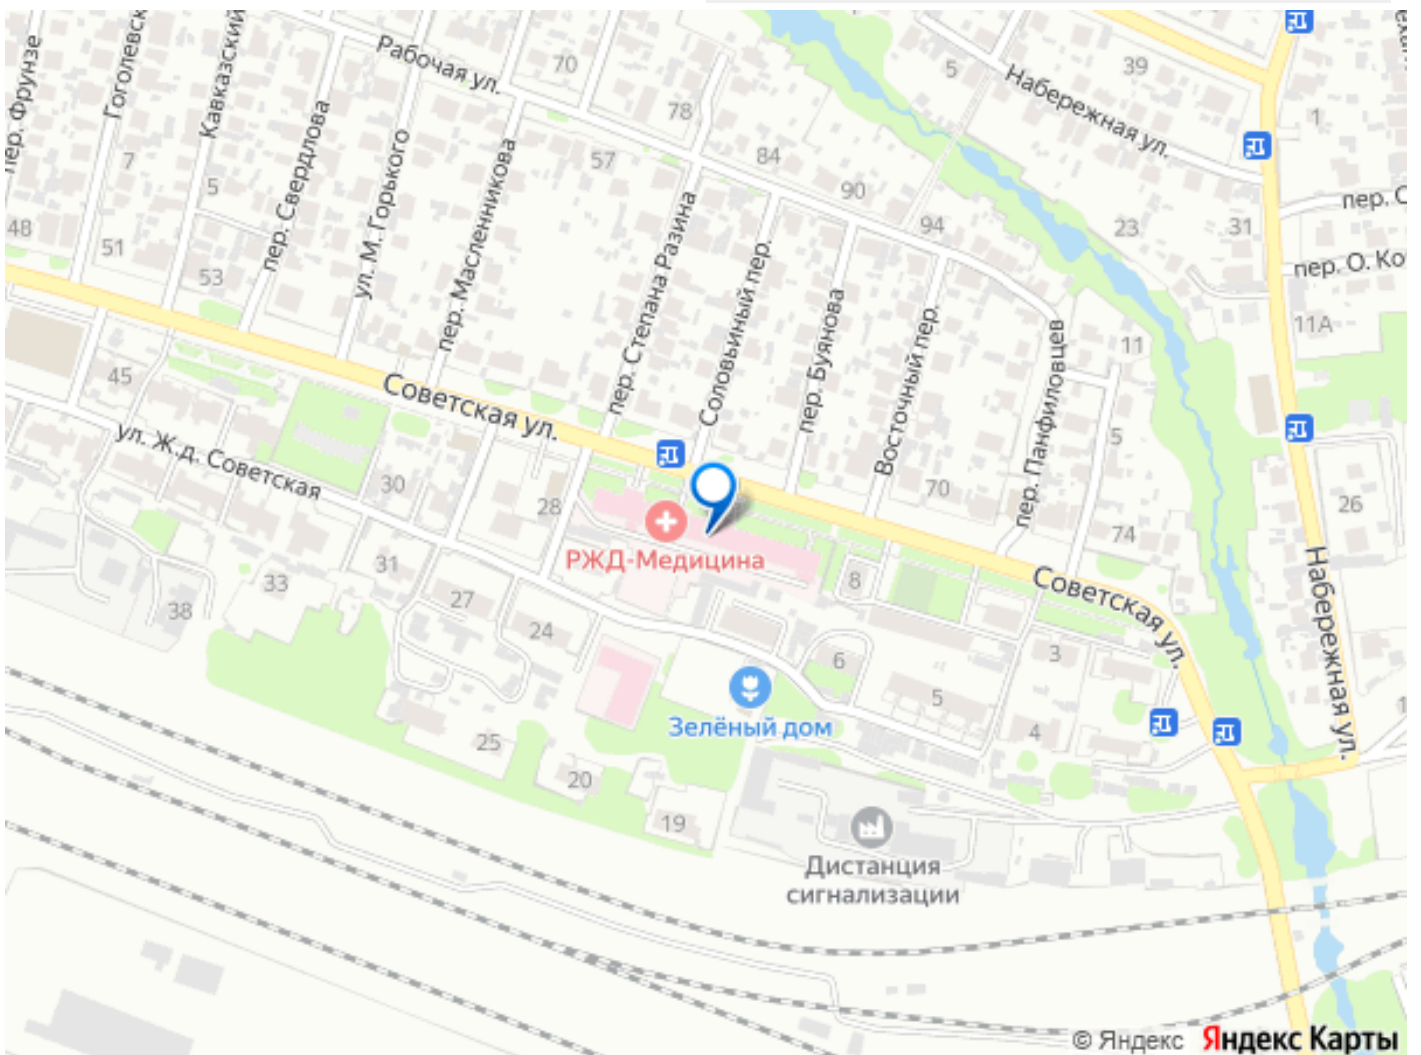 пер. Фрунзе
Гоголевск
Кавказский
Рабочая ул.
70
78
5
39
Набережная ул.
1
7
5
пер. Свердлова
ул. М. Горького
пер. Масленникова
57
84
90
94
23
31
пер. О
48
51
53
пер. Степана Разина
Соловьиный пер.
пер. Буянова
Восточный пер.
пер. Панфиловцев
пер. О. Ко
11А
11
45
Советская ул.
5
ул. Ж.д. Советская
30
28
70
74
26
РЖД-Медицина
33
31
38
27
24
8
Советская ул.
Набережная ул.
6
3
5
4
Зелёный дом
25
20
19
Дистанция
сигнализации
© Яндекс Яндекс Карты